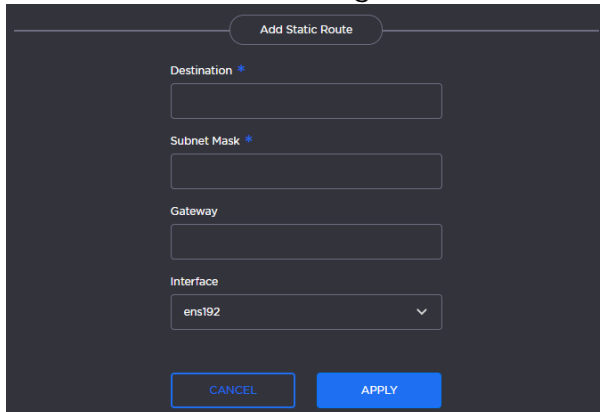 Add Static Route
Destination *
Subnet Mask *
Gateway
Interface
ens192
CANCEL
APPLY